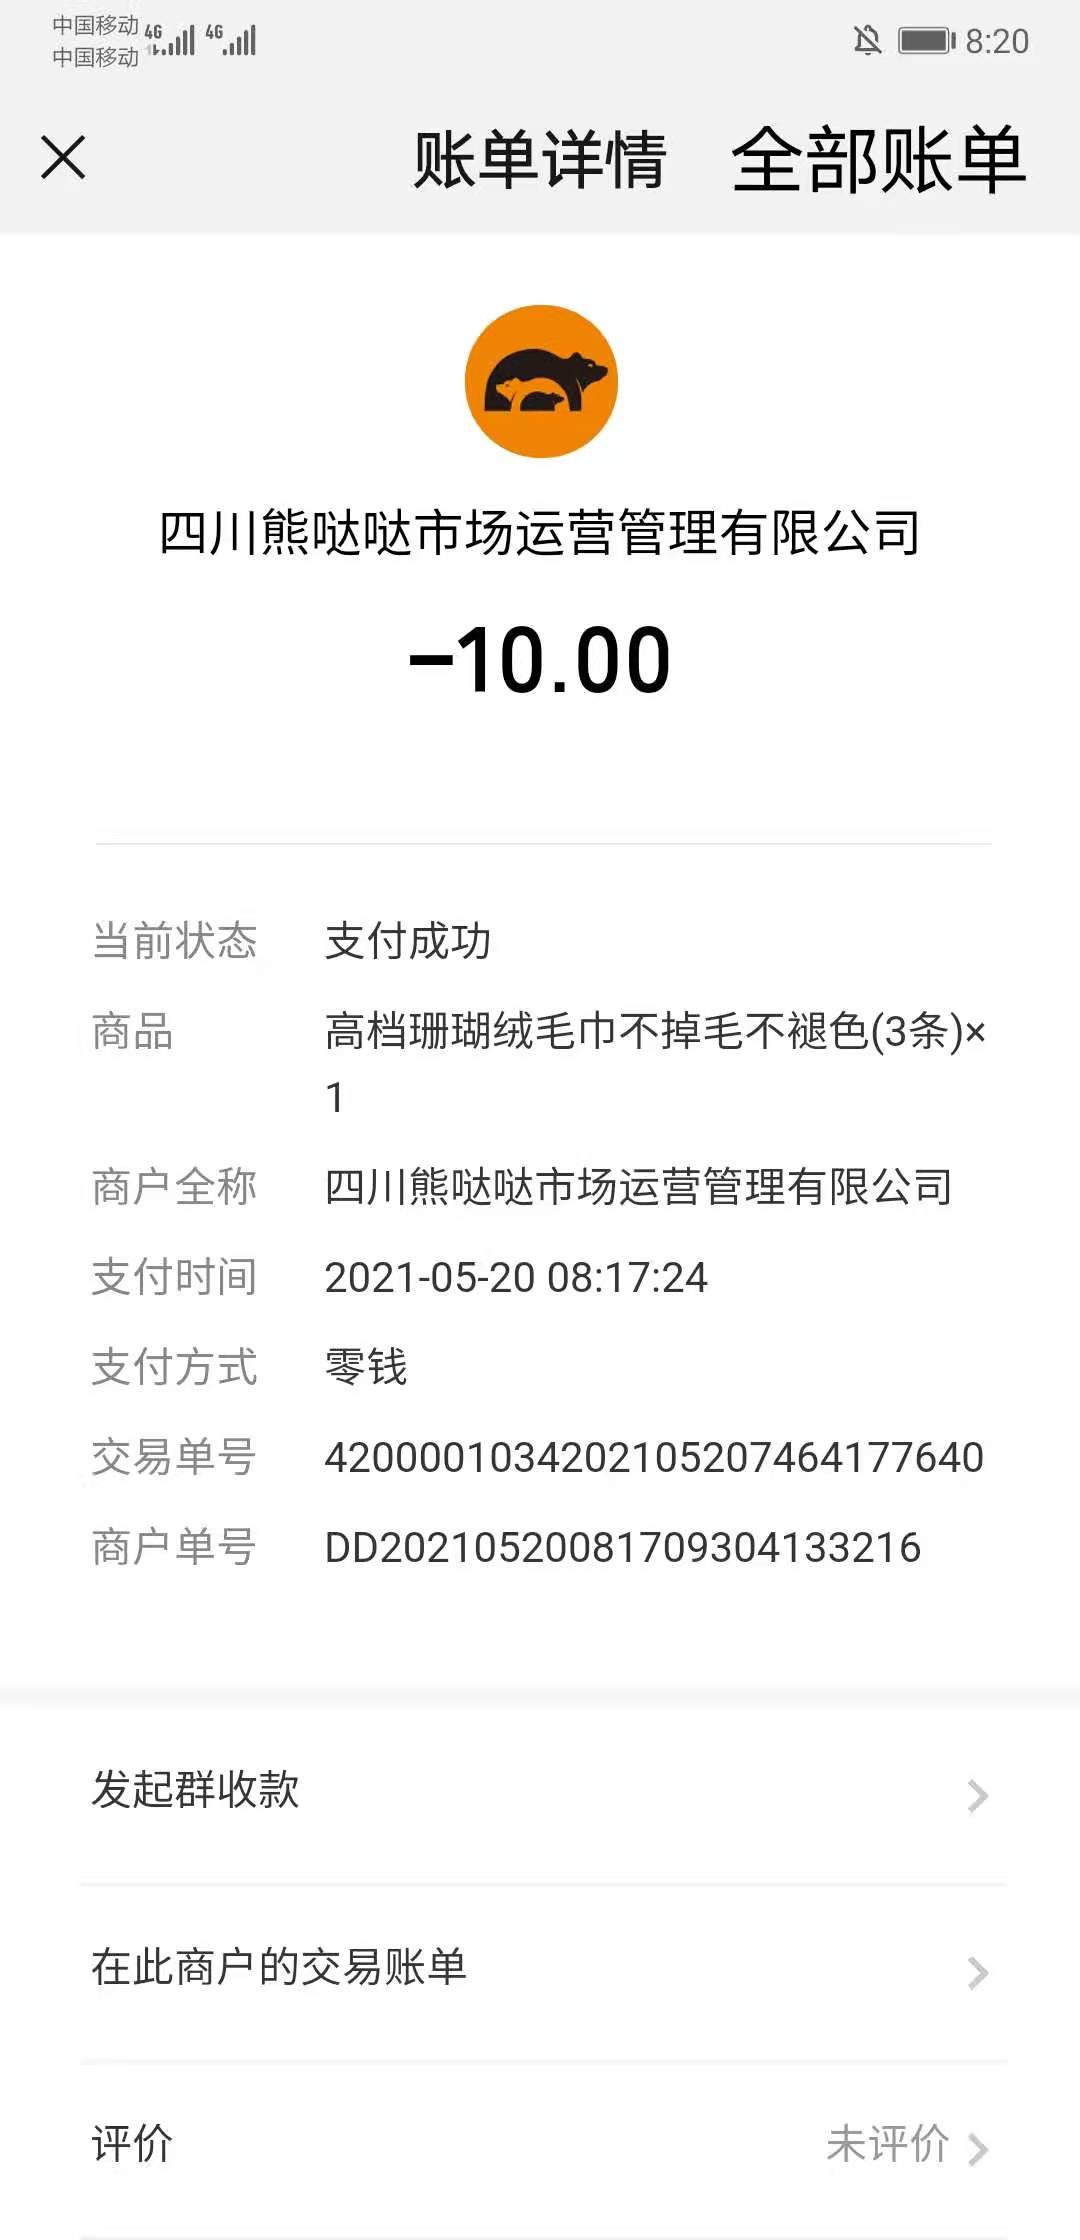 中国移动 4G 4G 8:20
中国移动
账单详情 全部账单
四川熊哒哒市场运营管理有限公司
-10.00
当前状态 支付成功
商品 高档珊瑚绒毛巾不掉毛不褪色(3条)×
1
商户全称 四川熊哒哒市场运营管理有限公司
支付时间 2021-05-20 08:17:24
支付方式 零钱
交易单号 4200001034202105207464177640
商户单号 DD20210520081709304133216
发起群收款
在此商户的交易账单
评价 未评价